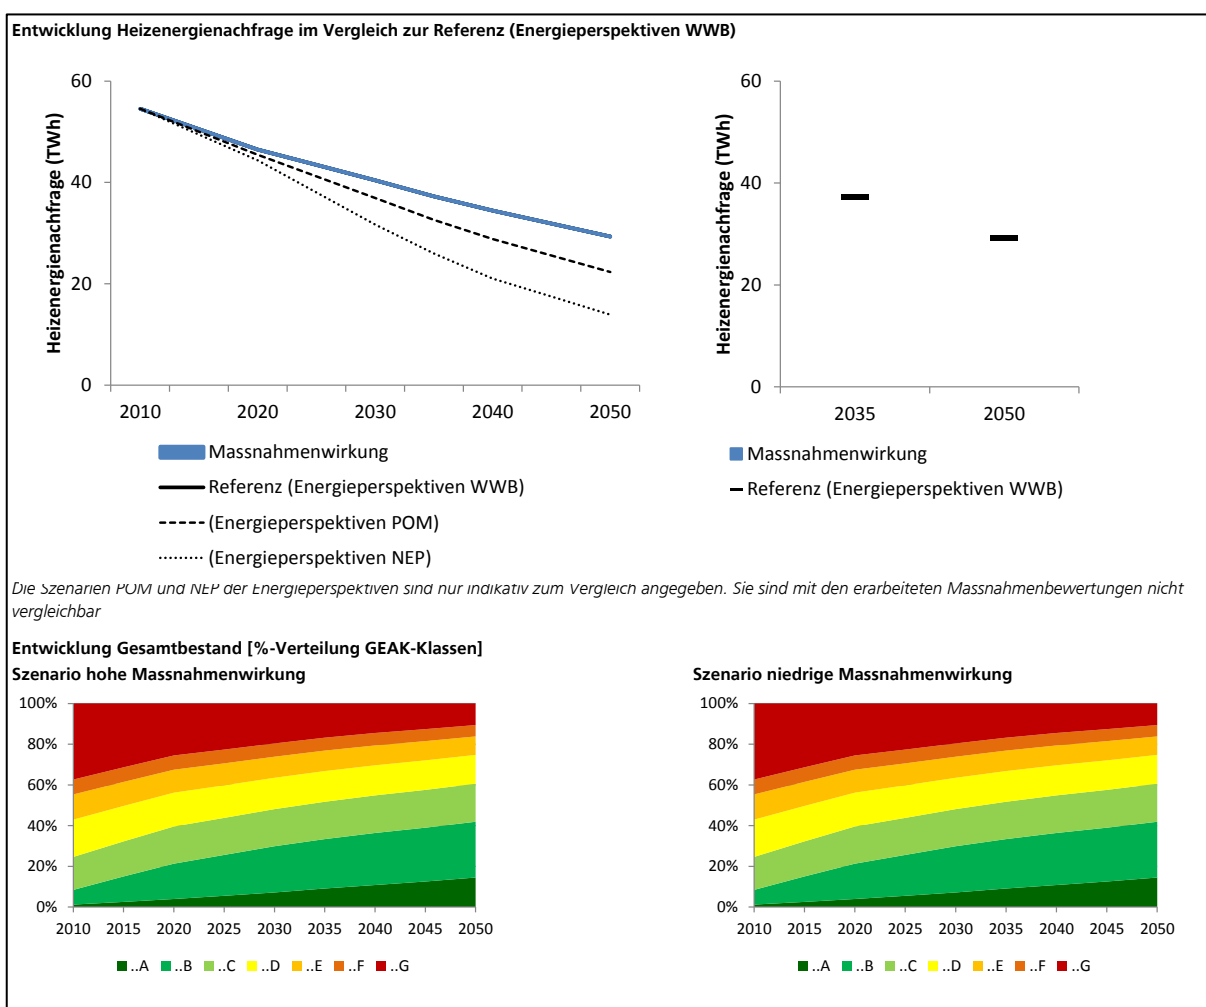 Entwicklung Heizenergienachfrage im Vergleich zur Referenz (Energieperspektiven WWB)
Heizenergienachfrage (TWh)
60
40
20
0
2010 2020 2030 2040 2050
Massnahmenwirkung
Referenz (Energieperspektiven WWB)
(Energieperspektiven POM)
(Energieperspektiven NEP)
Heizenergienachfrage (TWh)
60
40
20
0
2035 2050
Massnahmenwirkung
Referenz (Energieperspektiven WWB)
Die Szenarien POM und NEP der Energieperspektiven sind nur indikativ zum Vergleich angegeben. Sie sind mit den erarbeiteten Massnahmenbewertungen nicht
vergleichbar
Entwicklung Gesamtbestand [%-Verteilung GEAK-Klassen]
Szenario hohe Massnahmenwirkung
100%
80%
60%
40%
20%
0%
2010 2015 2020 2025 2030 2035 2040 2045 2050
..A ..B ..C ..D ..E ..F ..G
Szenario niedrige Massnahmenwirkung
100%
80%
60%
40%
20%
0%
2010 2015 2020 2025 2030 2035 2040 2045 2050
..A ..B ..C ..D ..E ..F ..G